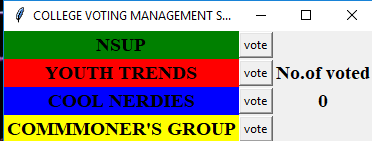 COLLEGE VOTING MANAGEMENT S...
NSUP vote
YOUTH TRENDS vote No.of voted
COOL NERDIES vote 0
COMMMONER'S GROUP vote